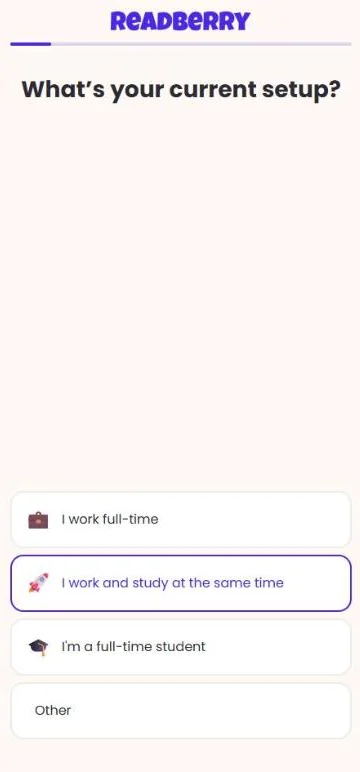 READBERRY
What’s your current setup?
I work full-time
I work and study at the same time
I'm a full-time student
Other